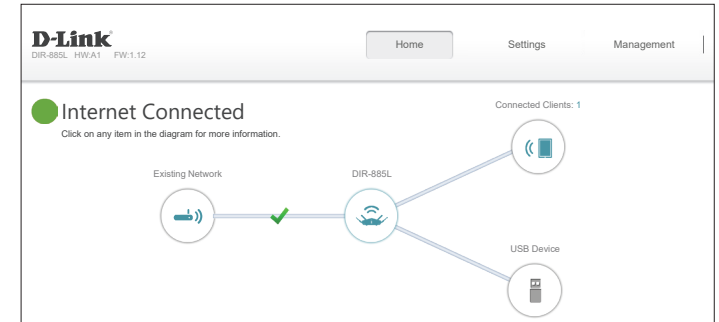 D-Link
DIR-885L HW:A1 FW:1.12
Home
Settings
Management
Internet Connected
Click on any item in the diagram for more information.
Connected Clients: 1
Existing Network
DIR-885L
USB Device